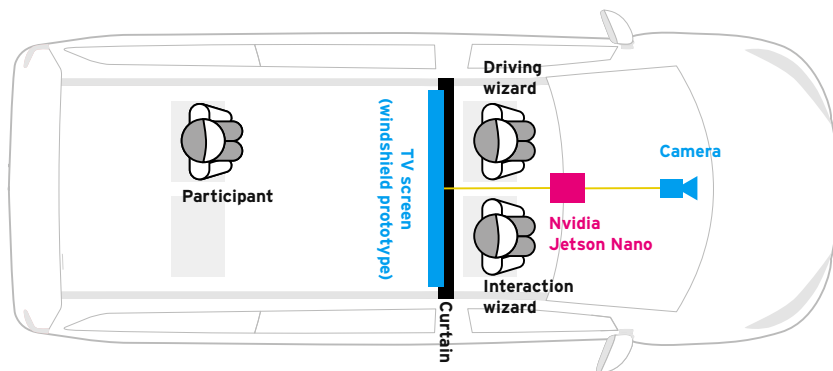 Driving
wizard
Camera
TV screen
(windshield prototype)
Participant
Nvidia
Jetson Nano
Interaction
wizard
Curtain